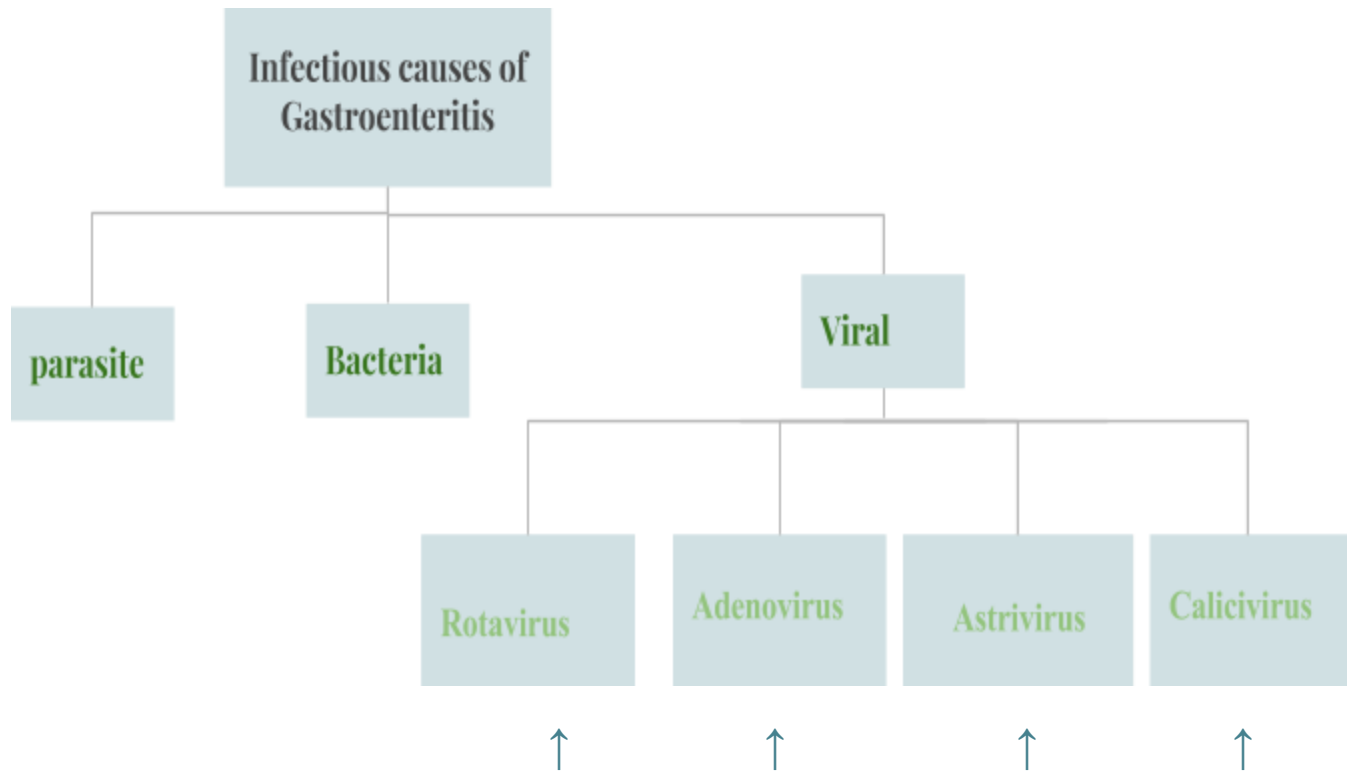 Infectious causes of
Gastroenteritis
parasite
Bacteria
Viral
Rotavirus
Adenovirus
Astrivirus
Calicivirus